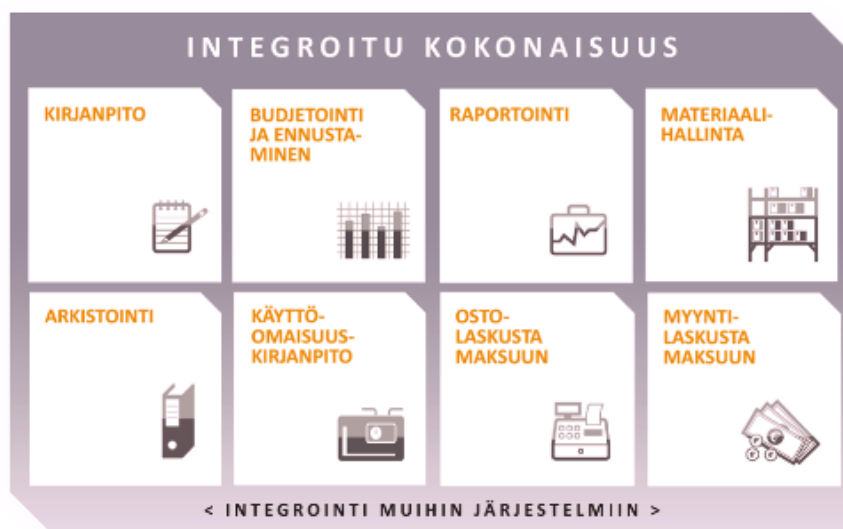 INTEGROITU KOKONAISUUS
KIRJANPITO
BUDJETOINTI
JA ENNUSTA-
MINEN
RAPORTOINTI
MATERIAALI-
HALLINTA
ARKISTOINTI
KÄYTTÖ-
OMAISUUS-
KIRJANPITO
OSTO-
LASKUSTA
MAKSUUN
MYYNTI-
LASKUSTA
MAKSUUN
< INTEGROINTI MUIHIN JÄRJESTELMIIN >